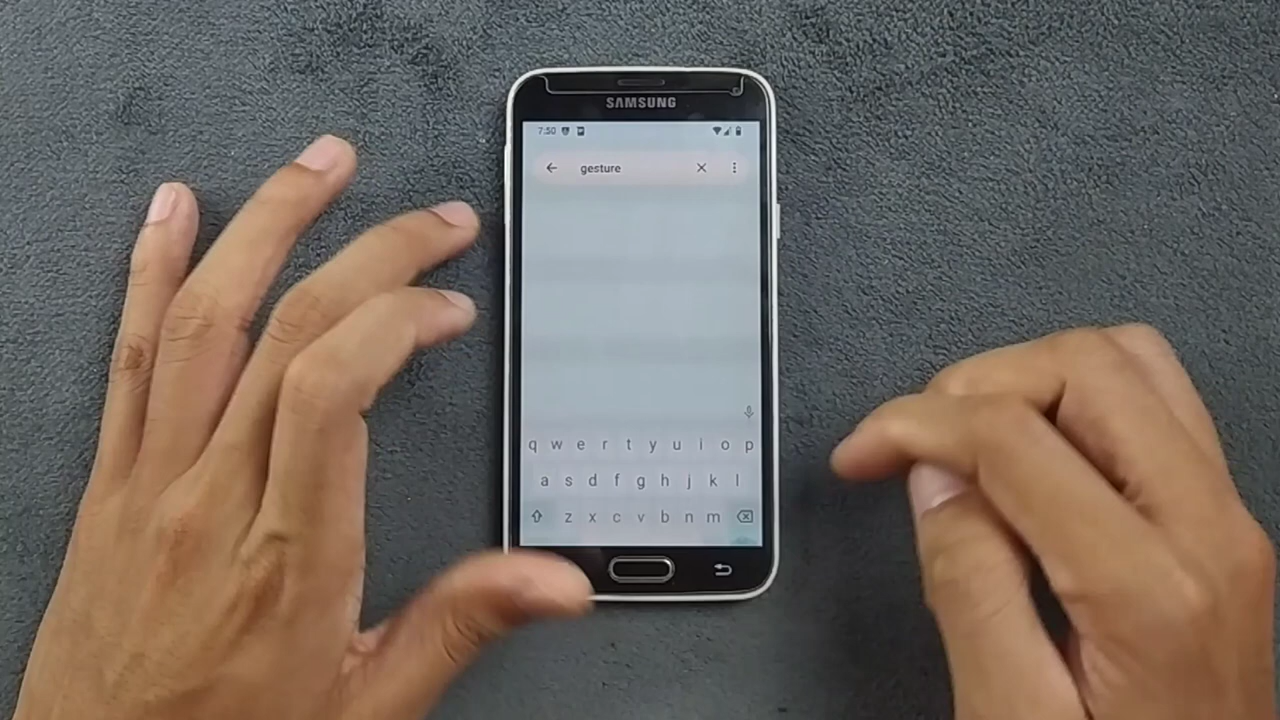 SAMSUNG
7:50
gesture
q w e r t y u i o p
a s d f g h j k l
z x c v b n m